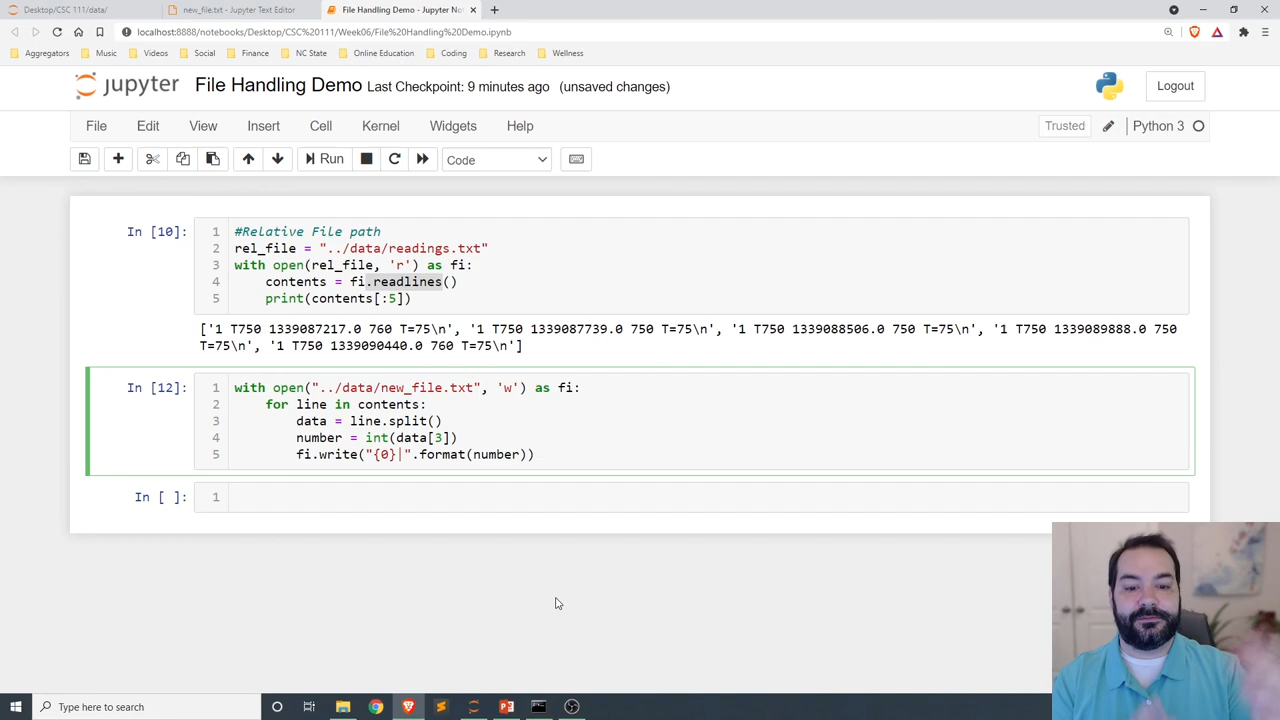 Desktop/CSC 111/data/
new_file.txt - Jupyter Text Editor
File Handling Demo - Jupyter No
localhost:8888/notebooks/Desktop/CSC%20111/Week06/File%20Handling%20Demo.ipynb
Aggregators Music Videos Social Finance NC State Online Education Coding Research Wellness
jupyter File Handling Demo Last Checkpoint: 9 minutes ago (unsaved changes) Logout
File Edit View Insert Cell Kernel Widgets Help Trusted Python 3
Run Code
In [10]:
1 #Relative File path
2 rel_file = "../data/readings.txt"
3 with open(rel_file, 'r') as fi:
4 contents = fi.readlines()
5 print(contents[:5])
['1 T750 1339087217.0 760 T=75\n', '1 T750 1339087739.0 750 T=75\n', '1 T750 1339088506.0 750 T=75\n', '1 T750 1339089888.0 750
T=75\n', '1 T750 1339090440.0 760 T=75\n']
In [12]:
1 with open("../data/new_file.txt", 'w') as fi:
2 for line in contents:
3 data = line.split()
4 number = int(data[3])
5 fi.write("{0}|".format(number))
In [ ]: 1
Type here to search